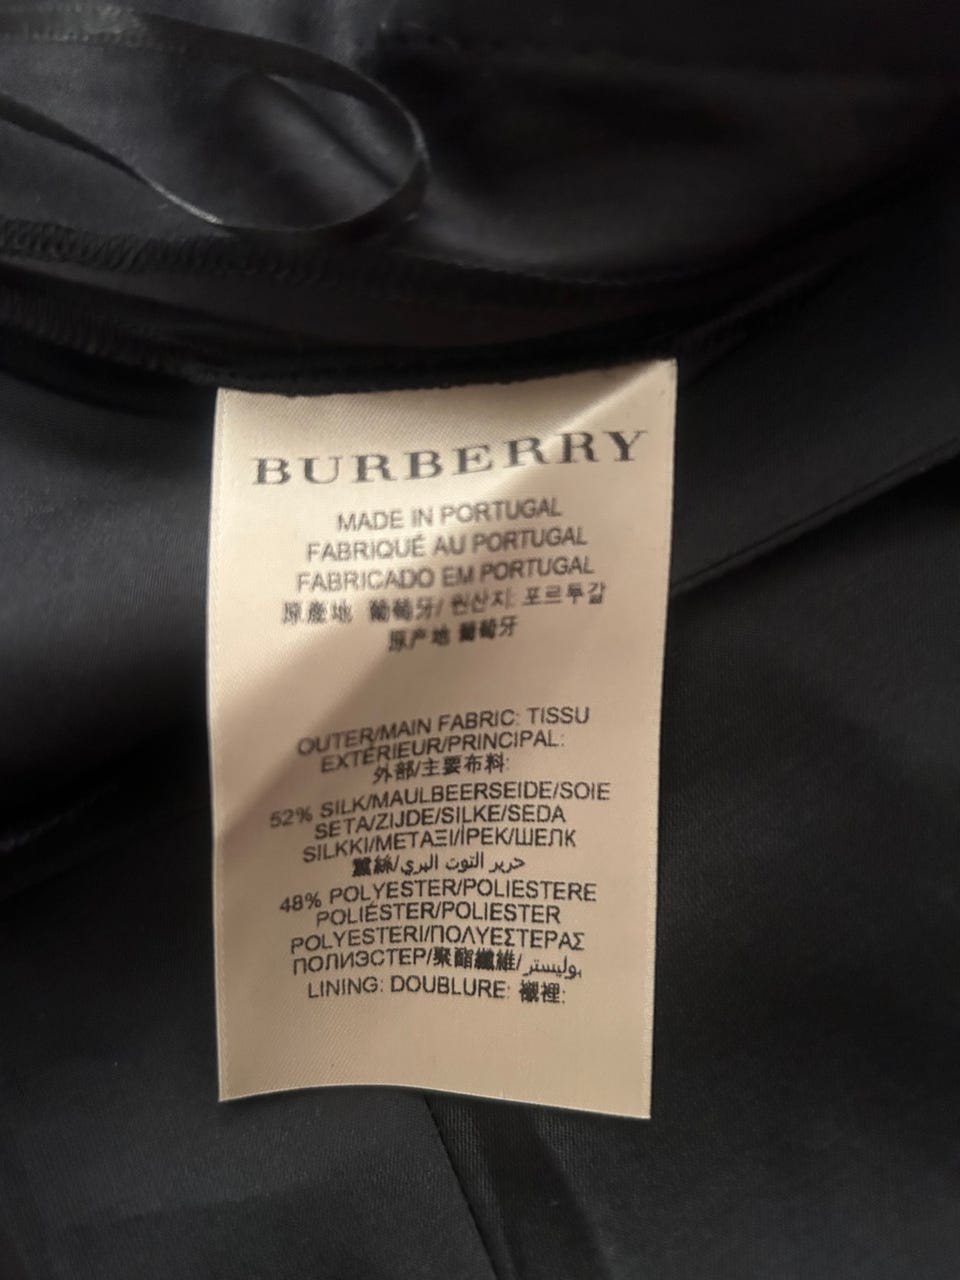 BURBERRY
MADE IN PORTUGAL
FABRIQUÉ AU PORTUGAL
FABRICADO EM PORTUGAL
原産地 葡萄牙/ 원산지: 포르투갈
原产地 葡萄牙
OUTER/MAIN FABRIC: TISSU
EXTÉRIEUR/PRINCIPAL:
外部/主要布料:
52% SILK/MAULBEERSEIDE/SOIE
SETA/ZIJDE/SILKE/SEDA
SILKKI/ΜΕΤΑΞΙ/İPEK/ШЕЛК
蠶絲/حرير التوت البري
48% POLYESTER/POLIESTERE
POLIÉSTER/POLIESTER
POLYESTERI/ΠΟΛΥΕΣΤΕΡΑΣ
ПОЛИЭСТЕР/聚酯纖維/بوليستر
LINING: DOUBLURE: 襯裡: